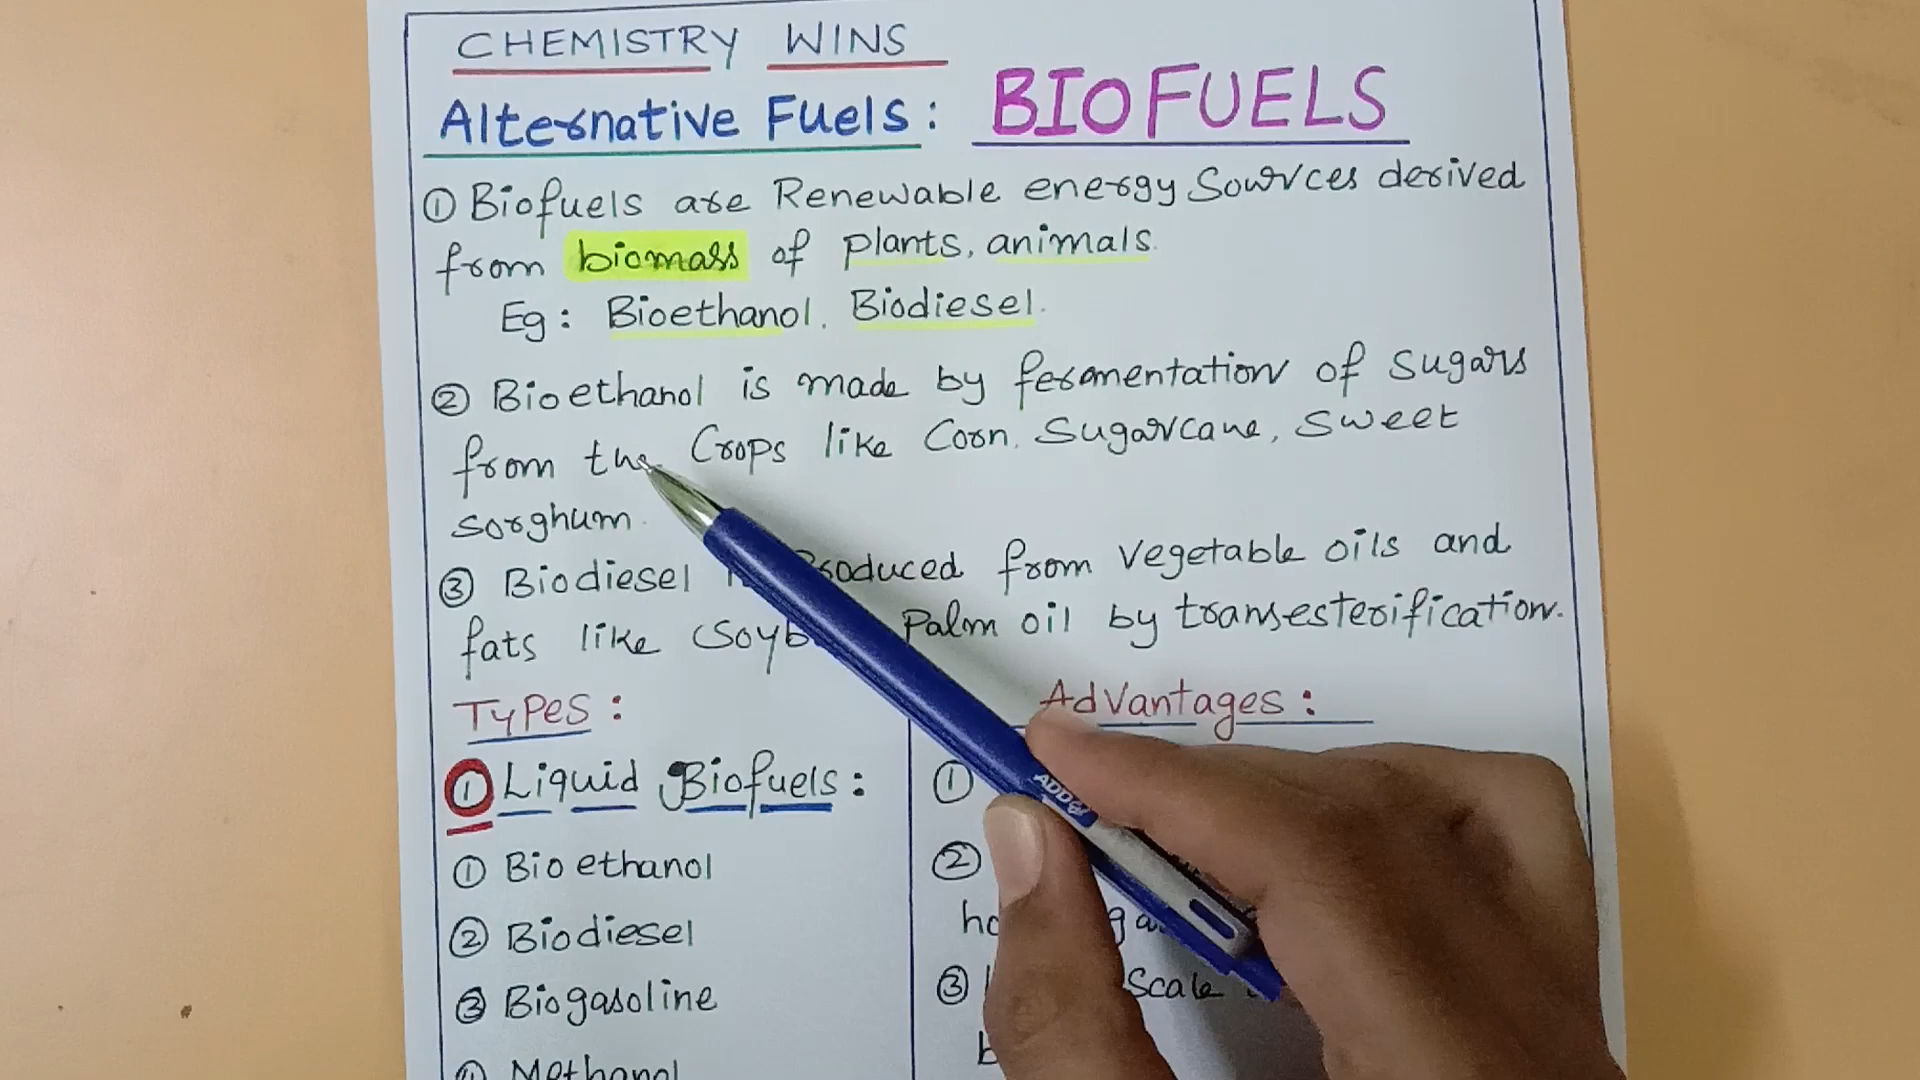 CHEMISTRY WINS
Alternative Fuels: BIOFUELS
① Biofuels are Renewable energy Sources derived
from biomass of plants, animals.
Eg: Bioethanol, Biodiesel.
② Bioethanol is made by fermentation of sugars
from the Crops like Corn, Sugarcane, Sweet
sorghum.
③ Biodiesel from vegetable oils and
fats like Palm oil by transesterification.
Types:
① Liquid Biofuels:
① Bioethanol
② Biodiesel
③ Biogasoline
④ Methanol
Advantages:
①
②
③ Scale
ADDGEL